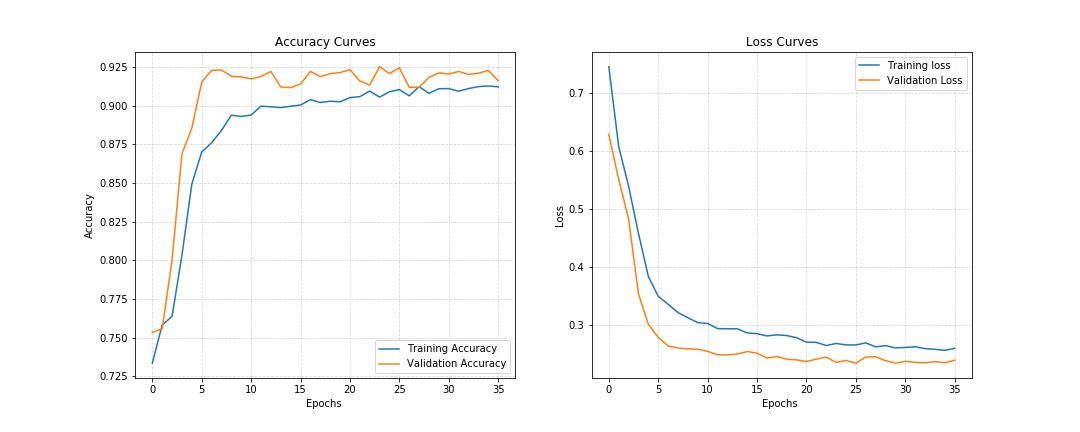 Accuracy Curves
Accuracy
0.925
0.900
0.875
0.850
0.825
0.800
0.775
0.750
0.725
0 5 10 15 20 25 30 35
Epochs
Training Accuracy
Validation Accuracy
Loss Curves
Loss
0.7
0.6
0.5
0.4
0.3
0 5 10 15 20 25 30 35
Epochs
Training loss
Validation Loss